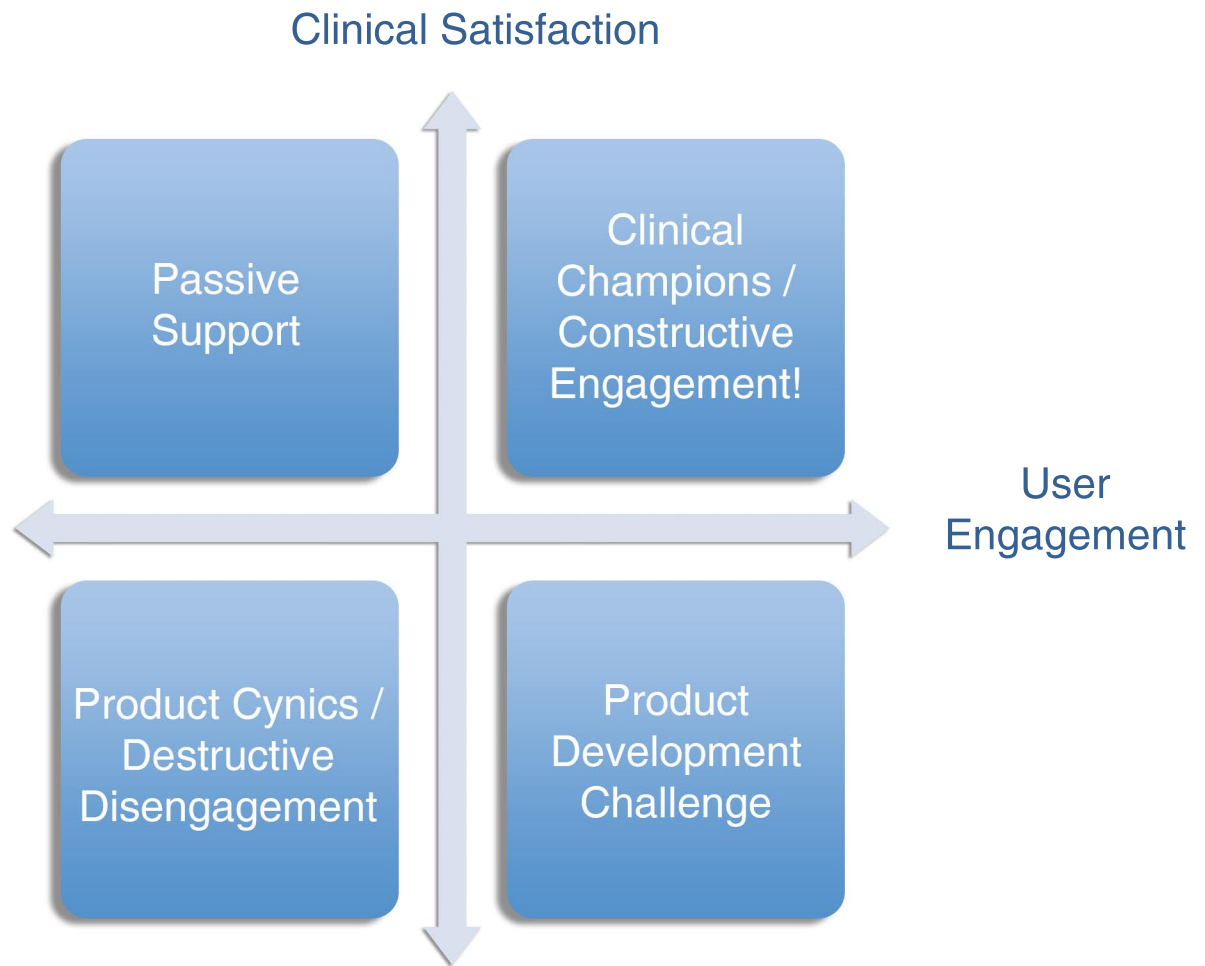 Clinical Satisfaction
Passive
Support
Clinical
Champions /
Constructive
Engagement!
User
Engagement
Product Cynics /
Destructive
Disengagement
Product
Development
Challenge